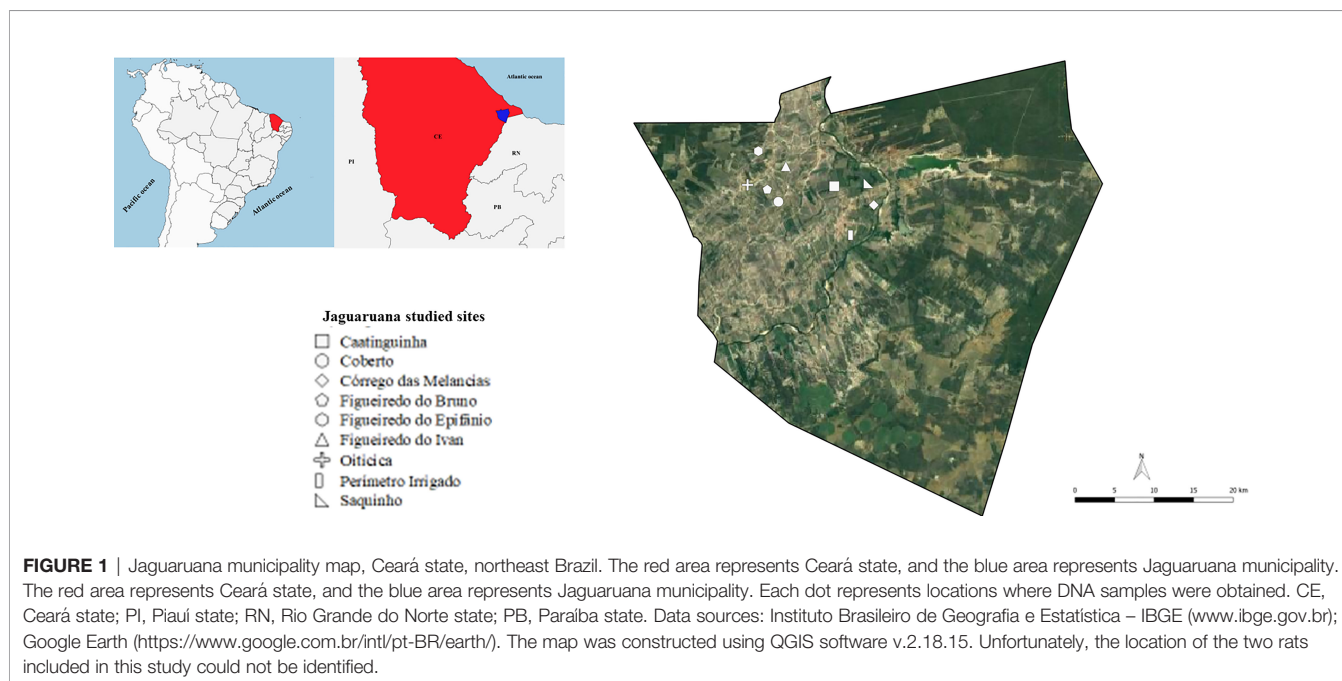 Atlantic ocean
CE
PI
RN
PB
Pacific ocean
Atlantic ocean
Jaguaruana studied sites
Caatinguinha
Coberto
Córrego das Melancias
Figueiredo do Bruno
Figueiredo do Epifânio
Figueiredo do Ivan
Oiticica
Perímetro Irrigado
Saquinho
N
0 5 10 15 20 km
FIGURE 1 | Jaguaruana municipality map, Ceará state, northeast Brazil. The red area represents Ceará state, and the blue area represents Jaguaruana municipality.
The red area represents Ceará state, and the blue area represents Jaguaruana municipality. Each dot represents locations where DNA samples were obtained. CE,
Ceará state; PI, Piauí state; RN, Rio Grande do Norte state; PB, Paraíba state. Data sources: Instituto Brasileiro de Geografia e Estatística – IBGE (www.ibge.gov.br);
Google Earth (https://www.google.com.br/intl/pt-BR/earth/). The map was constructed using QGIS software v.2.18.15. Unfortunately, the location of the two rats
included in this study could not be identified.